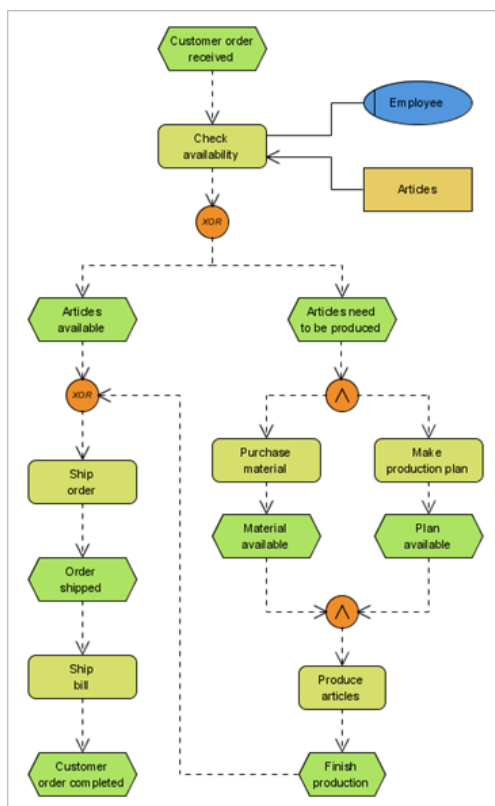 Customer order
received
Employee
Check
availability
Articles
XOR
Articles
available
Articles need
to be produced
XOR
∧
Purchase
material
Make
production plan
Ship
order
Material
available
Plan
available
Order
shipped
∧
Ship
bill
Produce
articles
Customer
order completed
Finish
production